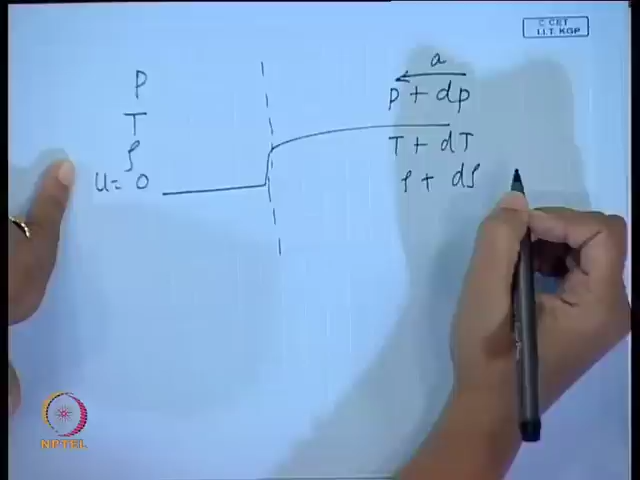 © CET
I.I.T. KGP
a
p p + dp
T T + dT
ρ ρ + dρ
u = 0
NPTEL